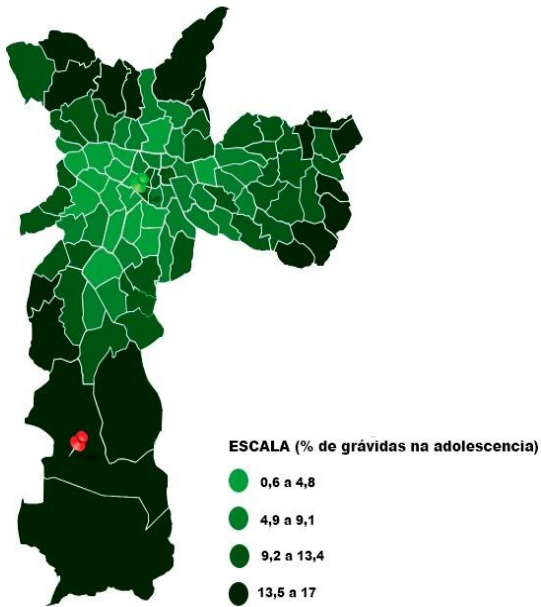 ESCALA (% de grávidas na adolescencia)
0,6 a 4,8
4,9 a 9,1
9,2 a 13,4
13,5 a 17